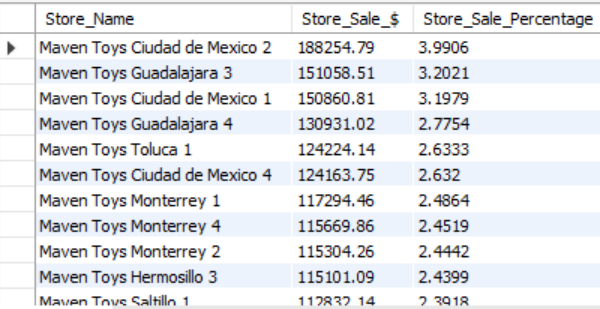 Store_Name Store_Sale_$ Store_Sale_Percentage
Maven Toys Ciudad de Mexico 2 188254.79 3.9906
Maven Toys Guadalajara 3 151058.51 3.2021
Maven Toys Ciudad de Mexico 1 150860.81 3.1979
Maven Toys Guadalajara 4 130931.02 2.7754
Maven Toys Toluca 1 124224.14 2.6333
Maven Toys Ciudad de Mexico 4 124163.75 2.632
Maven Toys Monterrey 1 117294.46 2.4864
Maven Toys Monterrey 4 115669.86 2.4519
Maven Toys Monterrey 2 115304.26 2.4442
Maven Toys Hermosillo 3 115101.09 2.4399
Maven Toys Saltillo 1 112832.14 2.3918